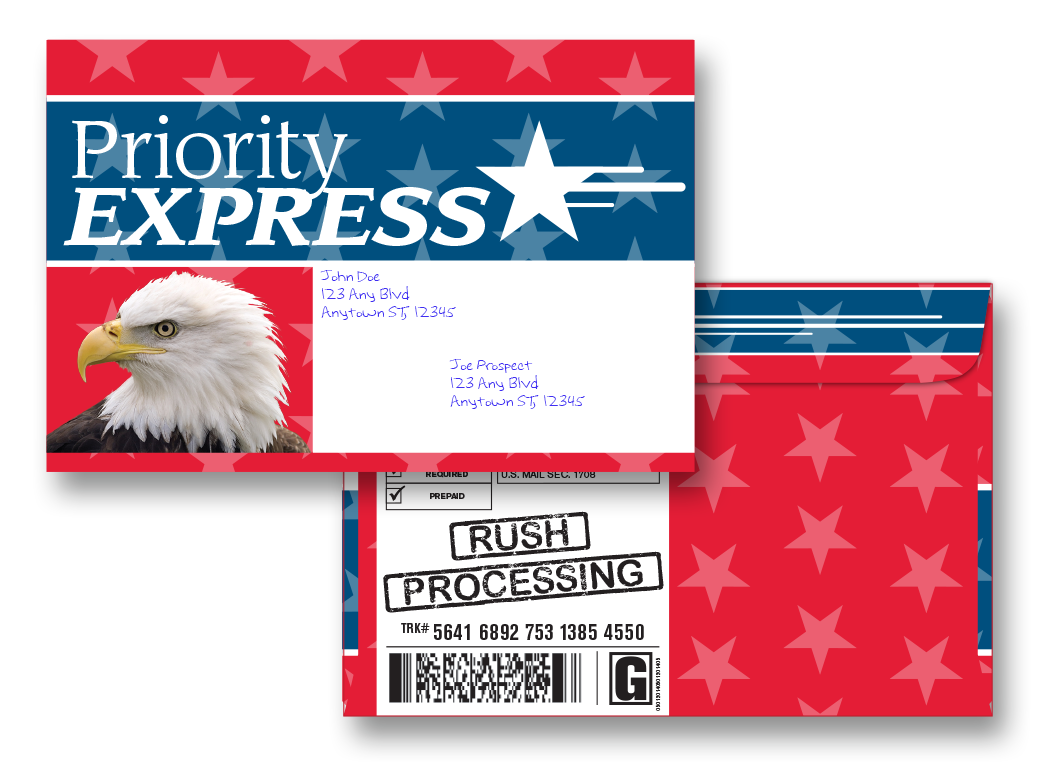 Priority
EXPRESS
John Doe
123 Any Blvd
Anytown ST, 12345
Joe Prospect
123 Any Blvd
Anytown ST, 12345
REQUIRED
U.S. MAIL SEC. 1708
PREPAID
RUSH
PROCESSING
TRK# 5641 6892 753 1385 4550
G